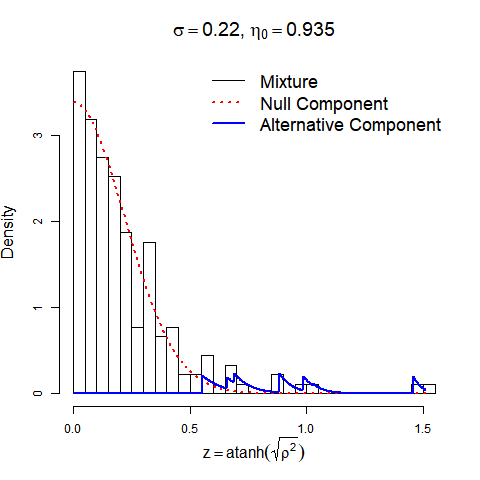 σ = 0.22, η₀ = 0.935
Mixture
Null Component
Alternative Component
Density
3
2
1
0
0.0 0.5 1.0 1.5
z = atanh(√ρ²)